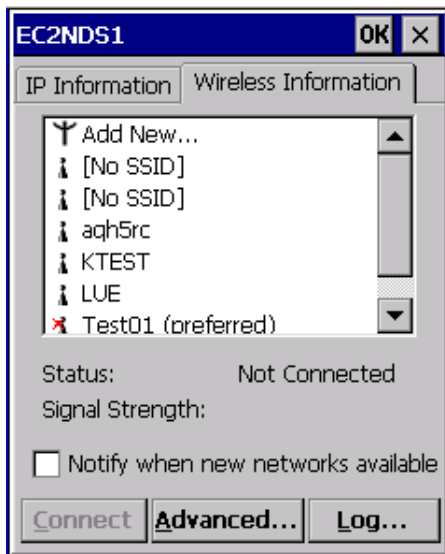 EC2NDS1 OK ×
IP Information Wireless Information
Add New...
[No SSID]
[No SSID]
aqh5rc
KTEST
LUE
Test01 (preferred)
Status: Not Connected
Signal Strength:
Notify when new networks available
Connect Advanced... Log...